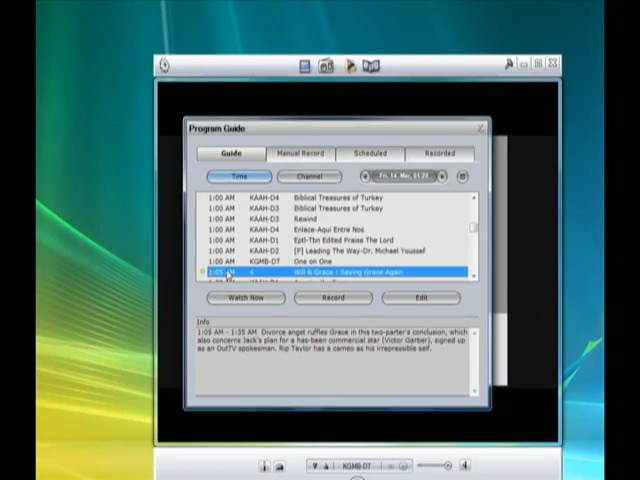 Program Guide
Guide Manual Record Scheduled Recorded
Time Channel Fri, 14. Mar, 01:28
1:00 AM KAAH-D4 Biblical Treasures of Turkey
1:00 AM KAAH-D3 Biblical Treasures of Turkey
1:00 AM KAAH-D3 Rewind
1:00 AM KAAH-D4 Enlace-Aqui Entre Nos
1:00 AM KAAH-D1 Eptl-Tbn Edited Praise The Lord
1:00 AM KAAH-D2 [P] Leading The Way-Dr. Michael Youssef
1:00 AM KGMB-DT One on One
1:05 AM 4 Will & Grace : Saving Grace Again
Watch Now Record Edit
Info
1:05 AM - 1:35 AM Divorce angst ruffles Grace in this two-parter's conclusion, which
also concerns Jack's plan for a has-been commercial star (Victor Garber), signed up
as an OutTV spokesman. Rip Taylor has a cameo as his irrepressible self.
KGMB-DT